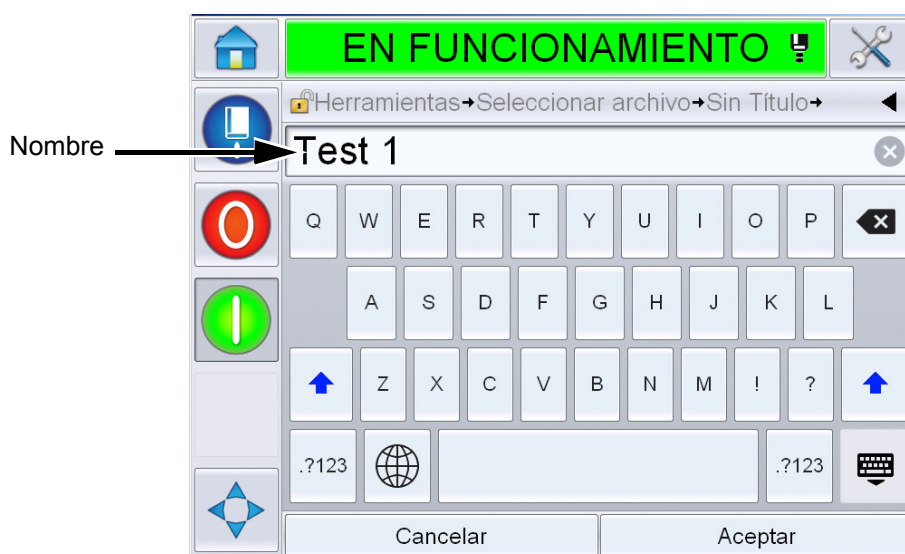 EN FUNCIONAMIENTO
Herramientas→Seleccionar archivo→Sin Título→
Nombre
Test 1
Q W E R T Y U I O P
A S D F G H J K L
Z X C V B N M ! ?
.?123 .?123
Cancelar Aceptar